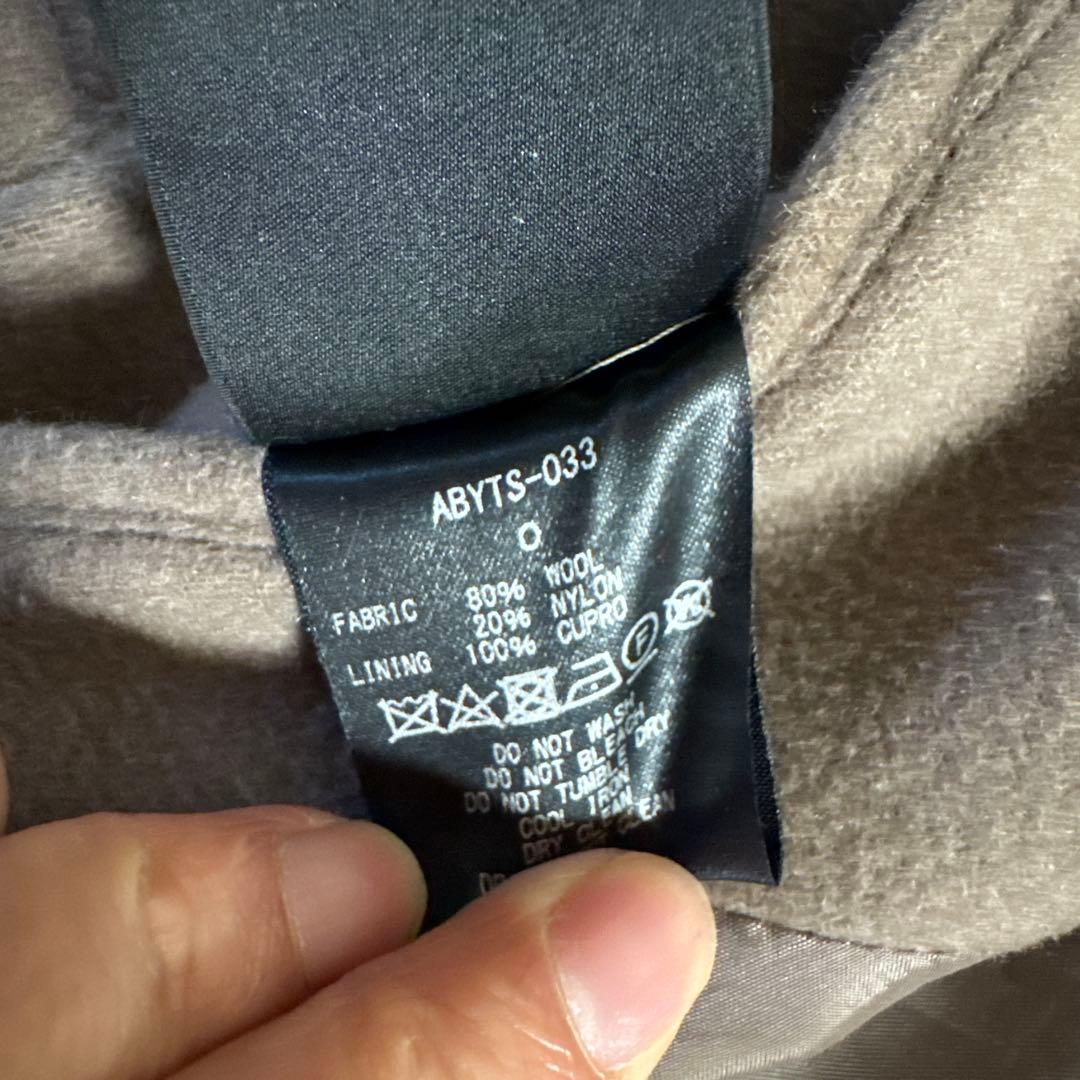 ABYTS-033
0
FABRIC 80% WOOL
20% NYLON
LINING 100% CUPRO
F W
DO NOT WASH
DO NOT BLEACH
DO NOT TUMBLE DRY
COOL IRON
DRY CLEAN